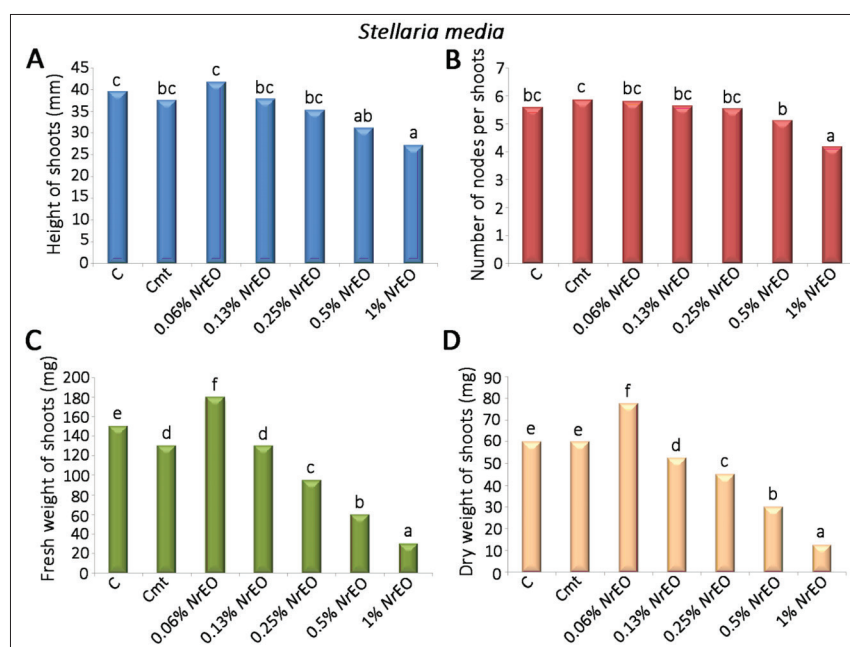 Stellaria media
A
Height of shoots (mm)
45
40
35
30
25
20
15
10
5
0
c
bc
c
bc
bc
ab
a
C
Cmt
0.06% NrEO
0.13% NrEO
0.25% NrEO
0.5% NrEO
1% NrEO
B
Number of nodes per shoots
7
6
5
4
3
2
1
0
bc
c
bc
bc
bc
b
a
C
Cmt
0.06% NrEO
0.13% NrEO
0.25% NrEO
0.5% NrEO
1% NrEO
C
Fresh weight of shoots (mg)
200
180
160
140
120
100
80
60
40
20
0
e
d
f
d
c
b
a
C
Cmt
0.06% NrEO
0.13% NrEO
0.25% NrEO
0.5% NrEO
1% NrEO
D
Dry weight of shoots (mg)
90
80
70
60
50
40
30
20
10
0
e
e
f
d
c
b
a
C
Cmt
0.06% NrEO
0.13% NrEO
0.25% NrEO
0.5% NrEO
1% NrEO